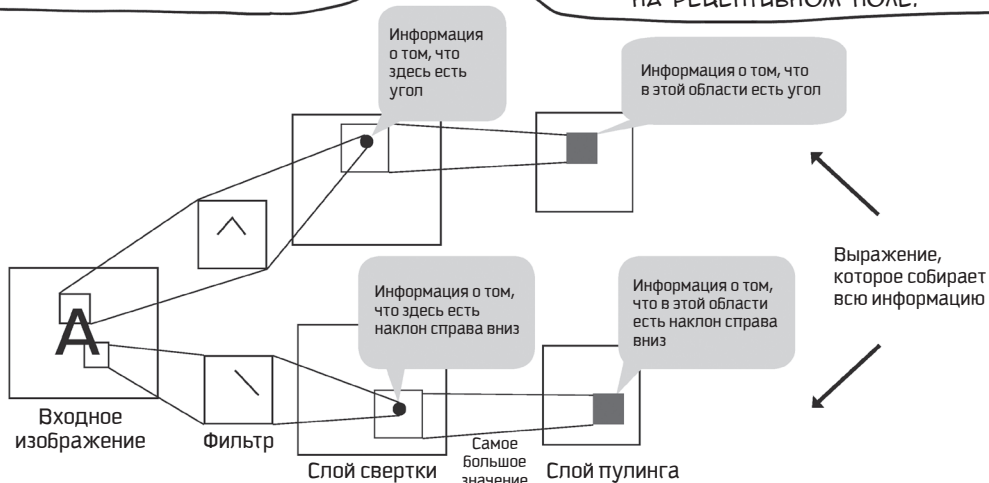 НА РЕЦЕПТИВНОМ ПОЛЕ.
Информация
о том, что
здесь есть
угол
Информация о том, что
в этой области есть угол
Выражение,
которое собирает
всю информацию
Информация о том,
что здесь есть
наклон справа вниз
Информация о том,
что в этой области
есть наклон справа
вниз
А
Входное
изображение
Фильтр
Слой свертки
Самое
большое
значение
Слой пулинга